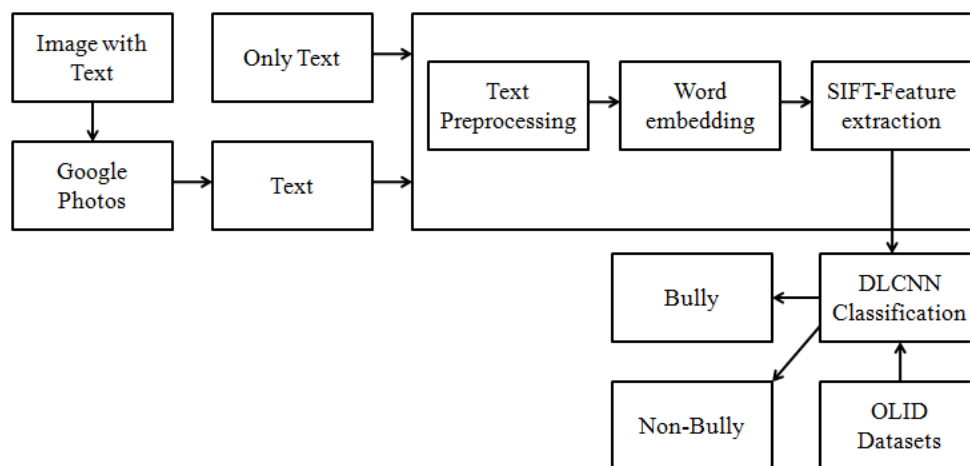 Image with
Text
Only Text
Text
Preprocessing
Word
embedding
SIFT-Feature
extraction
Google
Photos
Text
Bully
DLCNN
Classification
Non-Bully
OLID
Datasets